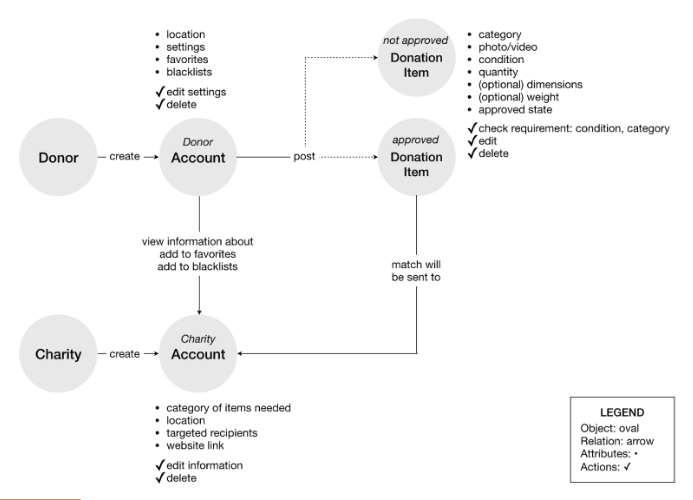 • location
• settings
• favorites
• blacklists
✓ edit settings
✓ delete
not approved
Donation
Item
• category
• photo/video
• condition
• quantity
• (optional) dimensions
• (optional) weight
• approved state
✓ check requirement: condition, category
✓ edit
✓ delete
Donor
create
Donor
Account
post
approved
Donation
Item
view information about
add to favorites
add to blacklists
match will
be sent to
Charity
create
Charity
Account
• category of items needed
• location
• targeted recipients
• website link
✓ edit information
✓ delete
LEGEND
Object: oval
Relation: arrow
Attributes: •
Actions: ✓